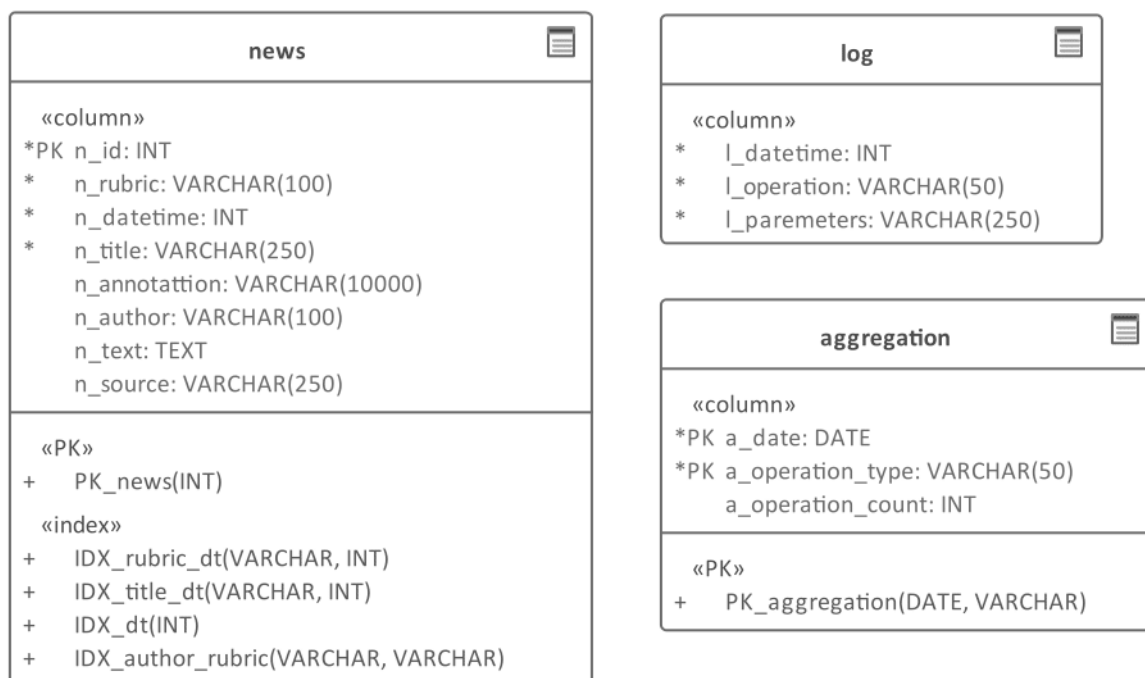 news
«column»
*PK n_id: INT
* n_rubric: VARCHAR(100)
* n_datetime: INT
* n_title: VARCHAR(250)
n_annotattion: VARCHAR(10000)
n_author: VARCHAR(100)
n_text: TEXT
n_source: VARCHAR(250)
«PK»
+ PK_news(INT)
«index»
+ IDX_rubric_dt(VARCHAR, INT)
+ IDX_title_dt(VARCHAR, INT)
+ IDX_dt(INT)
+ IDX_author_rubric(VARCHAR, VARCHAR)
log
«column»
* l_datetime: INT
* l_operation: VARCHAR(50)
* l_paremeters: VARCHAR(250)
aggregation
«column»
*PK a_date: DATE
*PK a_operation_type: VARCHAR(50)
a_operation_count: INT
«PK»
+ PK_aggregation(DATE, VARCHAR)